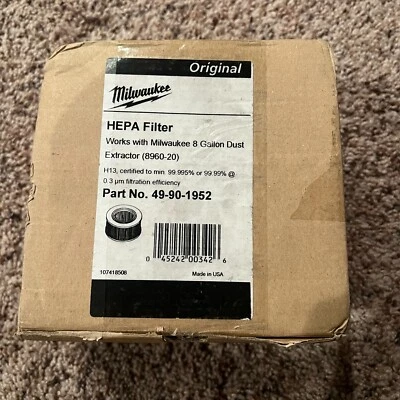 Original
Milwaukee
HEPA Filter
Works with Milwaukee 8 Gallon Dust
Extractor (8960-20)
H13, certified to min. 99.995% or 99.99% @
0.3 µm filtration efficiency
Part No. 49-90-1952
0 45242 00342 6
107418508
Made in USA